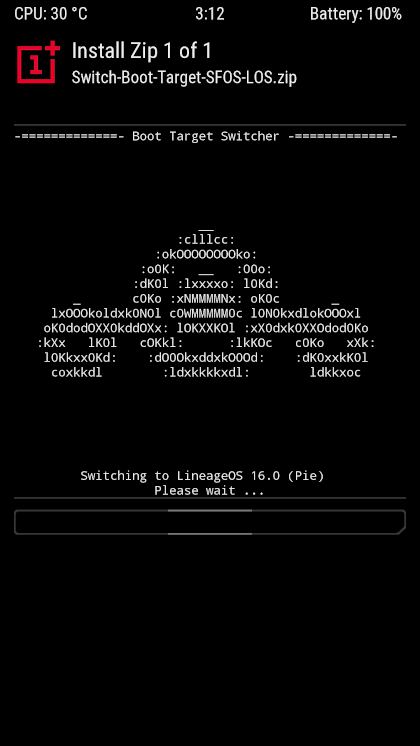 CPU: 30 °C 3:12 Battery: 100%
Install Zip 1 of 1
Switch-Boot-Target-SFOS-LOS.zip
-=============- Boot Target Switcher -=============-
__
:clllcc:
:okOOOOOOOOko:
:oOK:   __   :OOo:
:dKOl :lxxxxo: lOKd:
_       cOKo :xNMMMMNx: oKOc       _
lxOOOkoldxkONOl cOWMMMMMOc lONOkxdlokOOOxl
oKOdodOXXOkddOXx: lOKXXKOl :xXOdxkOXXOdodOKo
:kXx   lKOl   cOKkl:      :lkKOc   cOKo   xXk:
lOKkxxOKd:    :dOOOkxddxkOOOd:    :dKOxxkKOl
coxkkdl        :ldxkkkkxdl:        ldkkxoc
Switching to LineageOS 16.0 (Pie)
Please wait ...